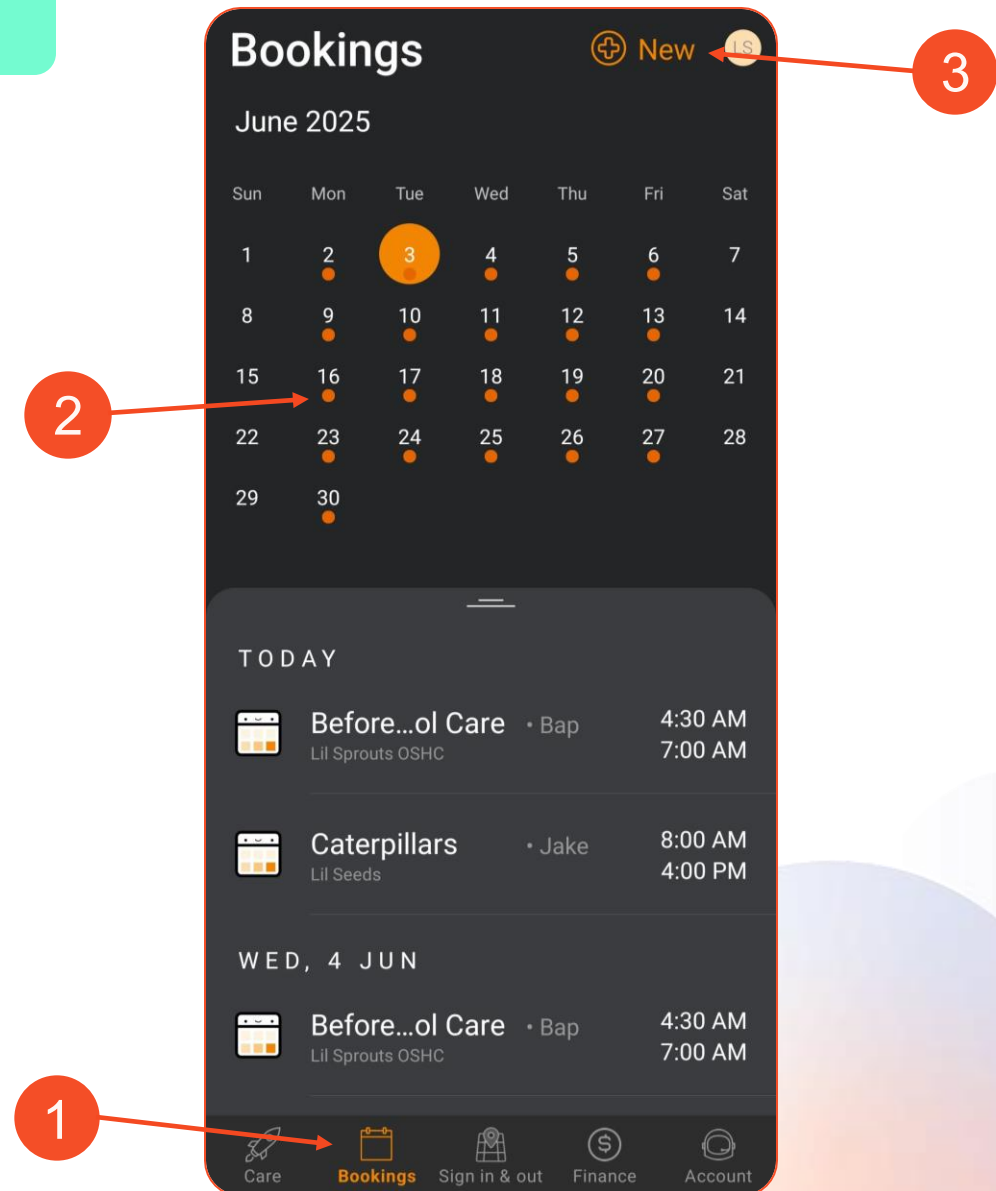 Bookings
New
LS
3
June 2025
Sun Mon Tue Wed Thu Fri Sat
1 2 3 4 5 6 7
8 9 10 11 12 13 14
15 16 17 18 19 20 21
2
22 23 24 25 26 27 28
29 30
TODAY
Before...ol Care • Bap 4:30 AM
Lil Sprouts OSHC 7:00 AM
Caterpillars • Jake 8:00 AM
Lil Seeds 4:00 PM
WED, 4 JUN
Before...ol Care • Bap 4:30 AM
Lil Sprouts OSHC 7:00 AM
1
Care Bookings Sign in & out Finance Account